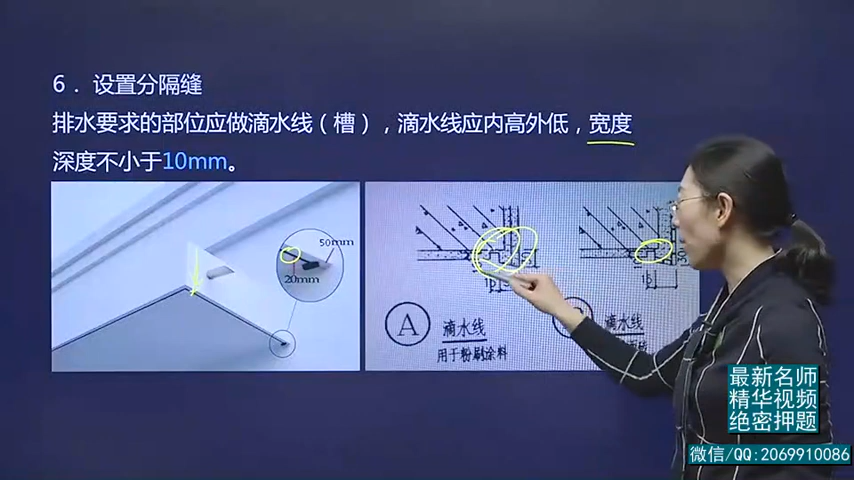 6．设置分隔缝
排水要求的部位应做滴水线（槽），滴水线应内高外低，宽度
深度不小于10mm。
50mm
20mm
A
滴水线
用于粉刷涂料
滴水线
最新名师
精华视频
绝密押题
微信/QQ:2069910086